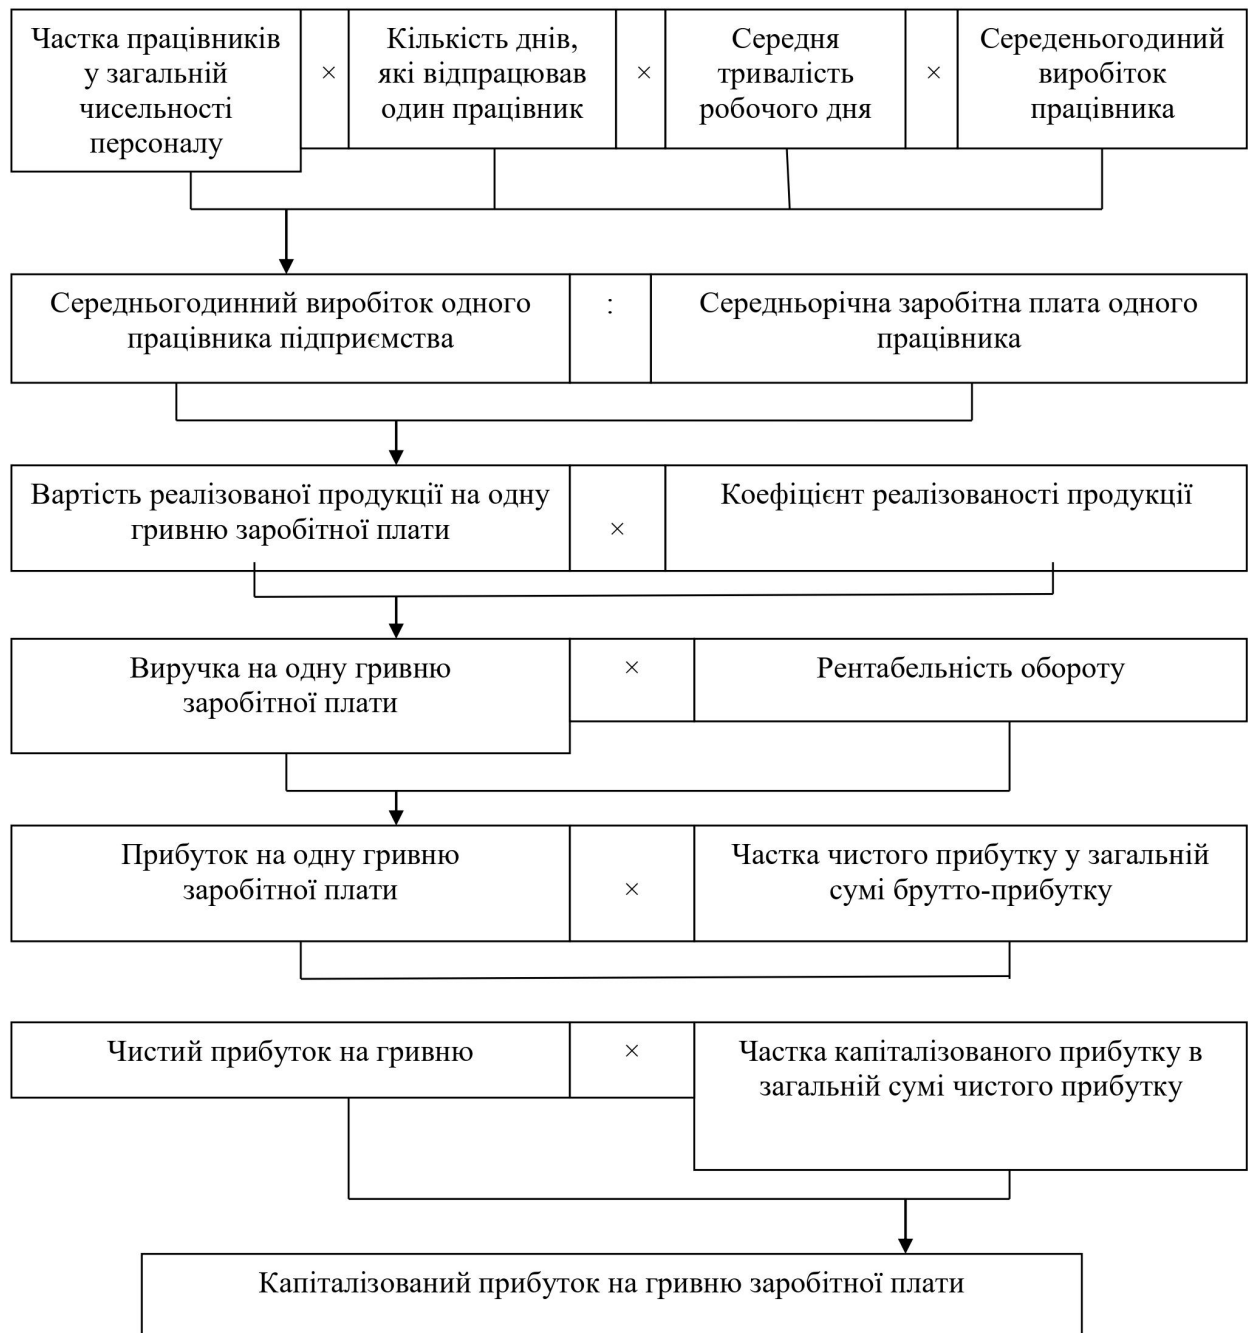 Частка працівників
у загальній
чисельності
персоналу
×
Кількість днів,
які відпрацював
один працівник
×
Середня
тривалість
робочого дня
×
Середеньогодиний
виробіток
працівника
Середньогодинний виробіток одного
працівника підприємства
:
Середньорічна заробітна плата одного
працівника
Вартість реалізованої продукції на одну
гривню заробітної плати
×
Коефіцієнт реалізованості продукції
Виручка на одну гривню
заробітної плати
×
Рентабельність обороту
Прибуток на одну гривню
заробітної плати
×
Частка чистого прибутку у загальній
сумі брутто-прибутку
Чистий прибуток на гривню
×
Частка капіталізованого прибутку в
загальній сумі чистого прибутку
Капіталізований прибуток на гривню заробітної плати